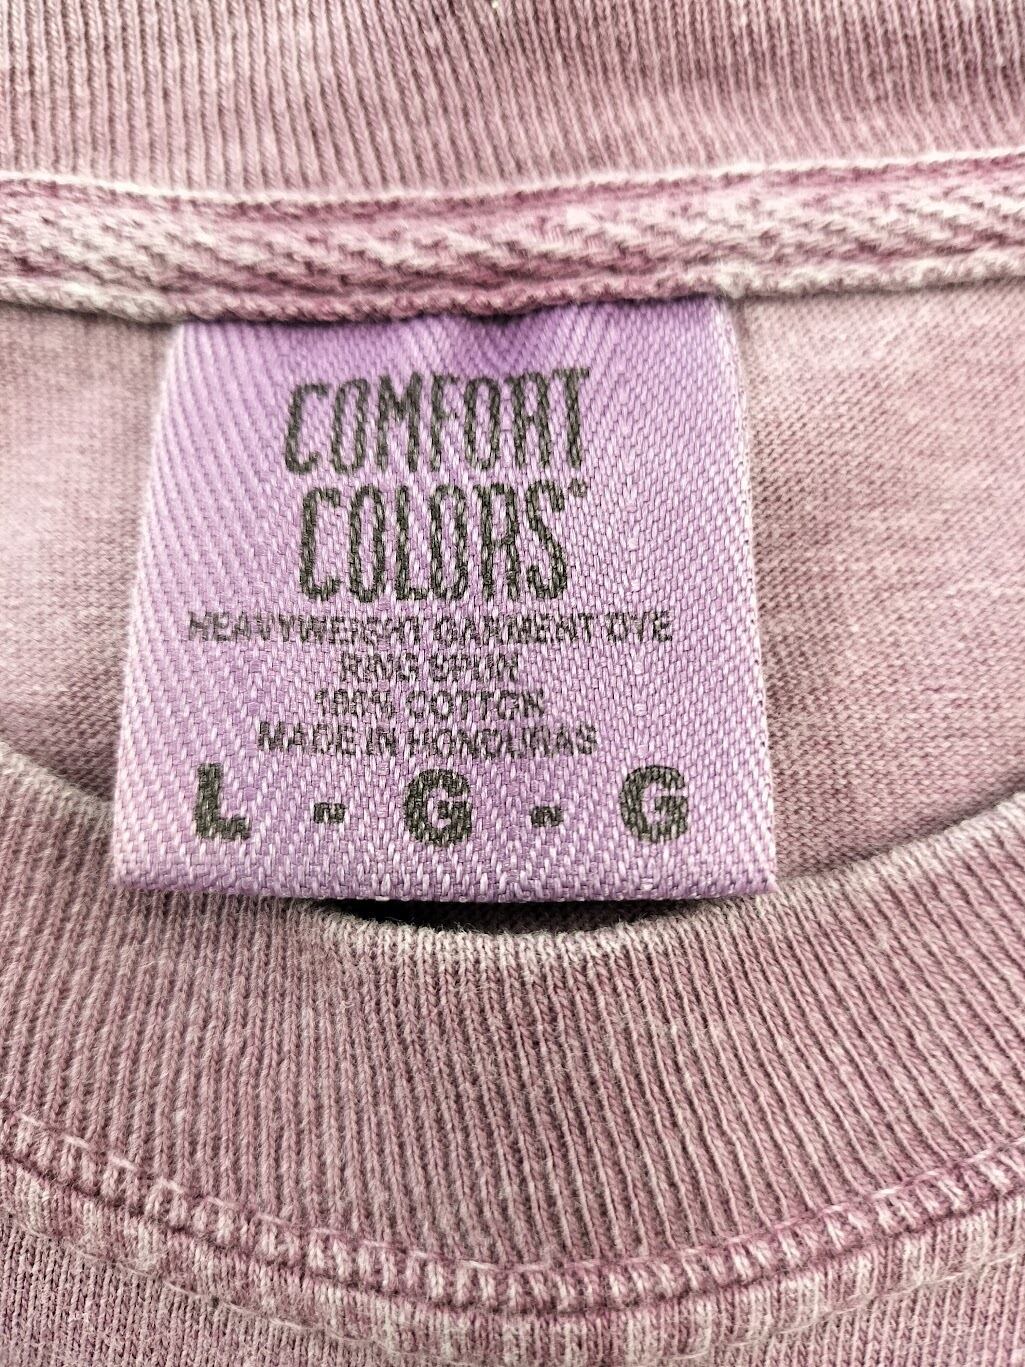 COMFORT
COLORS®
HEAVYWEIGHT GARMENT DYE
RING SPUN
100% COTTON
MADE IN HONDURAS
L - G - G